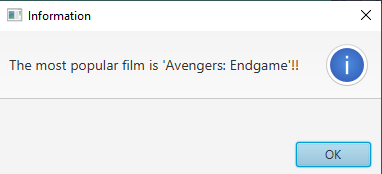 Information
The most popular film is 'Avengers: Endgame'!!
OK